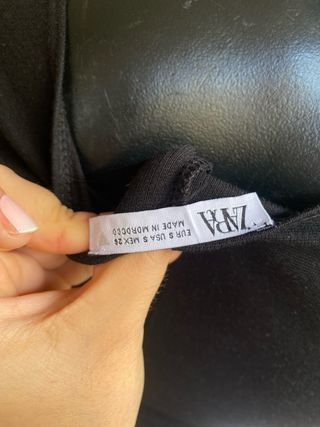 ZARA
EUR S USA S MEX 26
MADE IN MOROCCO